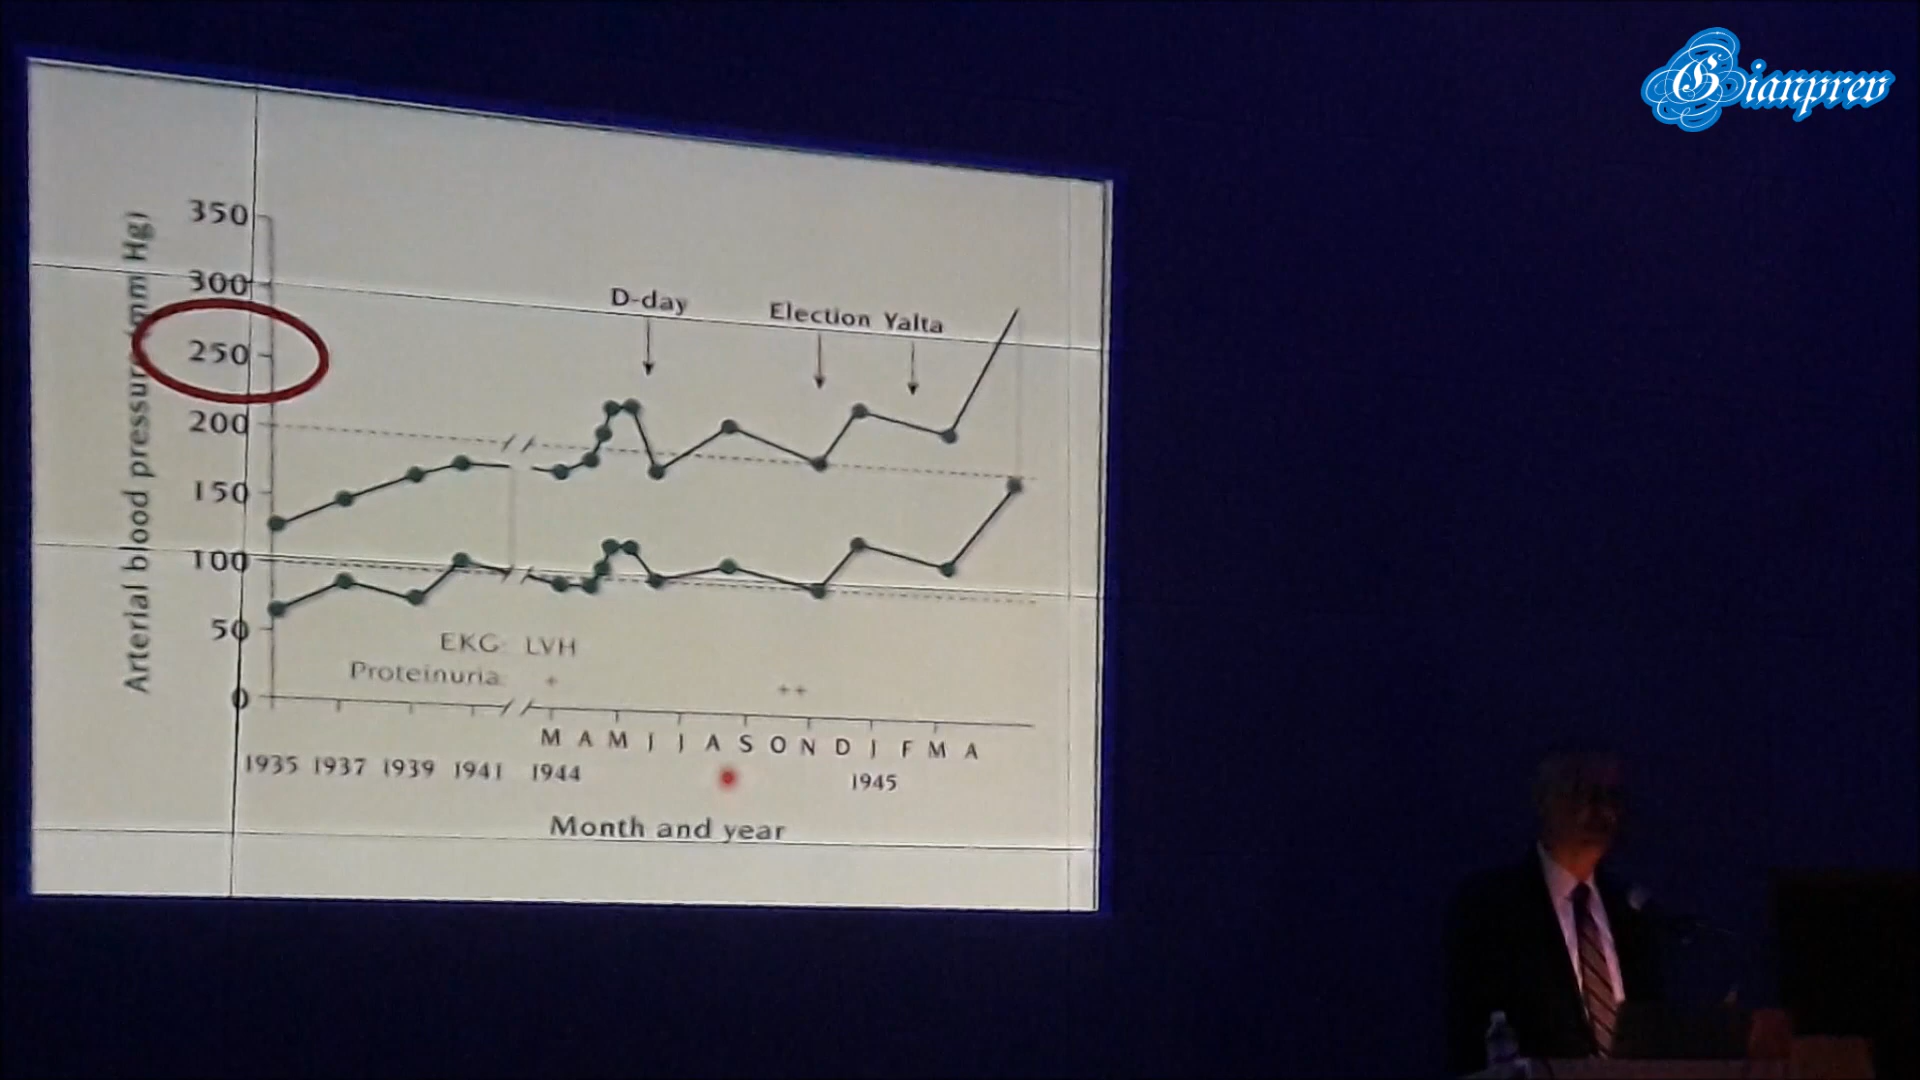 Gianprev
350
300
250
200
150
100
50
0
Arterial blood pressure (mm Hg)
D-day
Election Yalta
EKG: LVH
Proteinuria: +
++
M A M J J A S O N D J F M A
1935 1937 1939 1941 1944
1945
Month and year